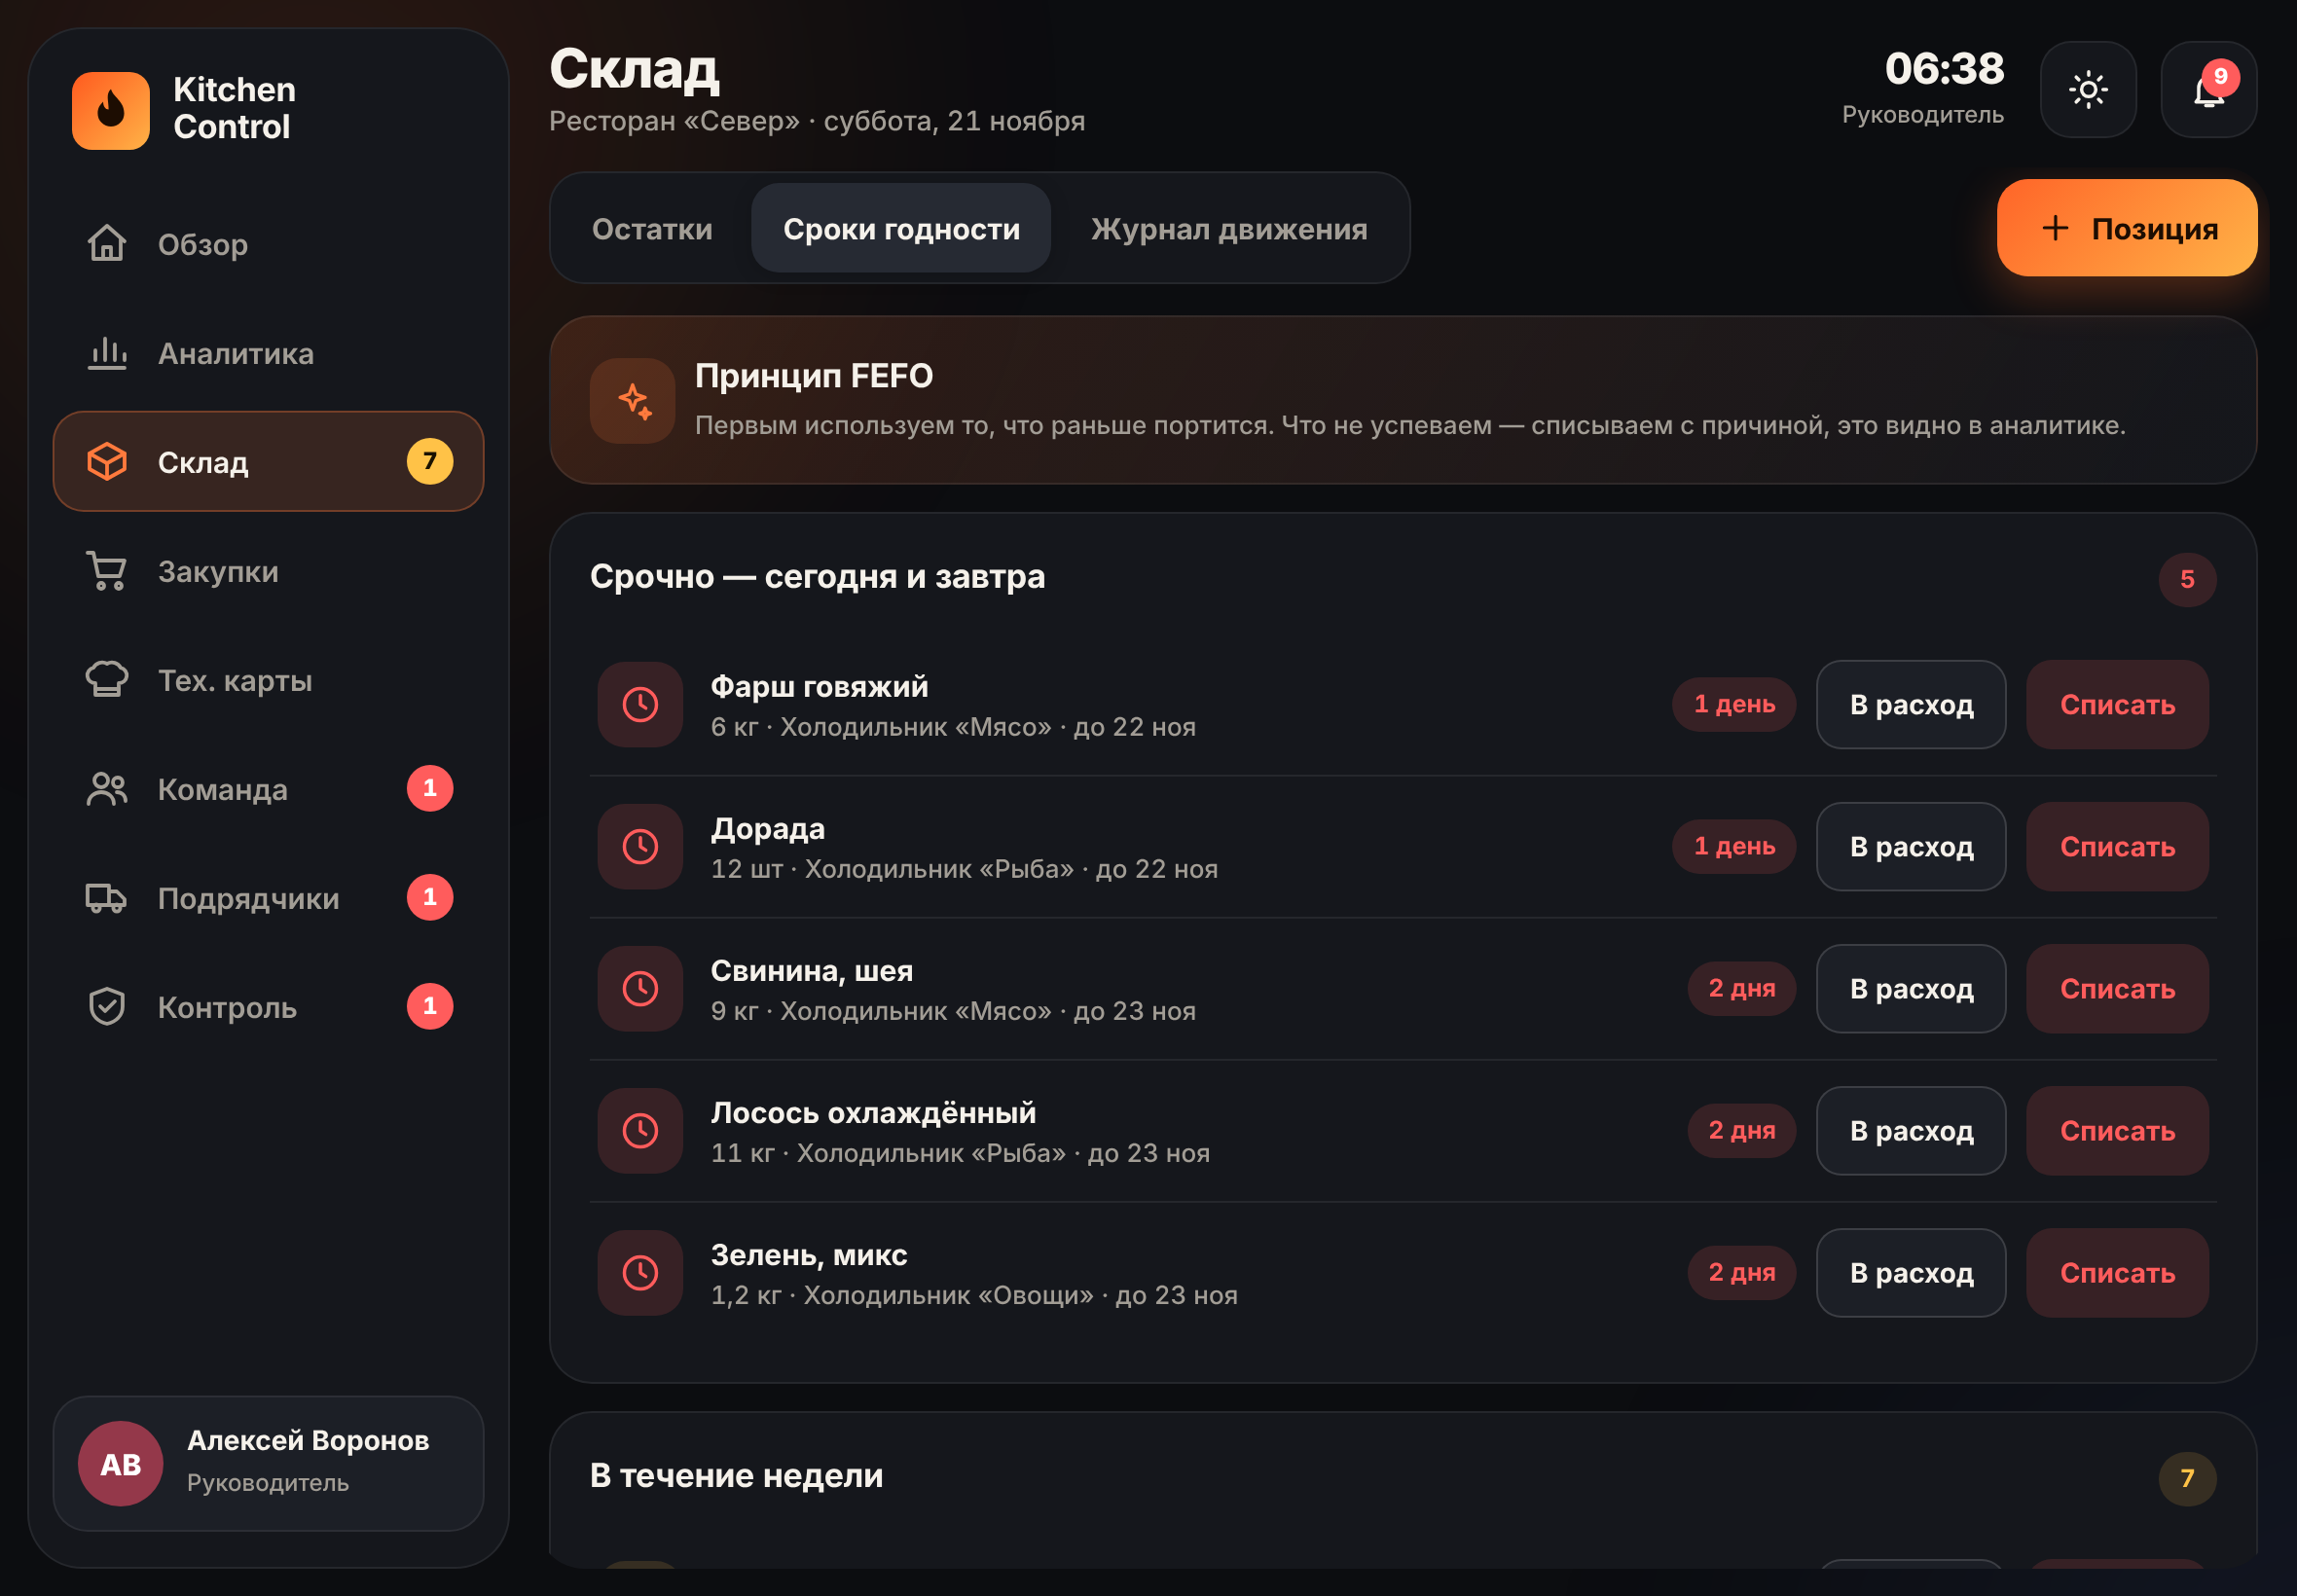 Kitchen
Control
Обзор
Аналитика
Склад
7
Закупки
Тех. карты
Команда
1
Подрядчики
1
Контроль
1
АВ
Алексей Воронов
Руководитель
Склад
Ресторан «Север» · суббота, 21 ноября
06:38
Руководитель
9
Остатки
Сроки годности
Журнал движения
+ Позиция
Принцип FEFO
Первым используем то, что раньше портится. Что не успеваем — списываем с причиной, это видно в аналитике.
Срочно — сегодня и завтра
5
Фарш говяжий
6 кг · Холодильник «Мясо» · до 22 ноя
1 день
В расход
Списать
Дорада
12 шт · Холодильник «Рыба» · до 22 ноя
1 день
В расход
Списать
Свинина, шея
9 кг · Холодильник «Мясо» · до 23 ноя
2 дня
В расход
Списать
Лосось охлаждённый
11 кг · Холодильник «Рыба» · до 23 ноя
2 дня
В расход
Списать
Зелень, микс
1,2 кг · Холодильник «Овощи» · до 23 ноя
2 дня
В расход
Списать
В течение недели
7